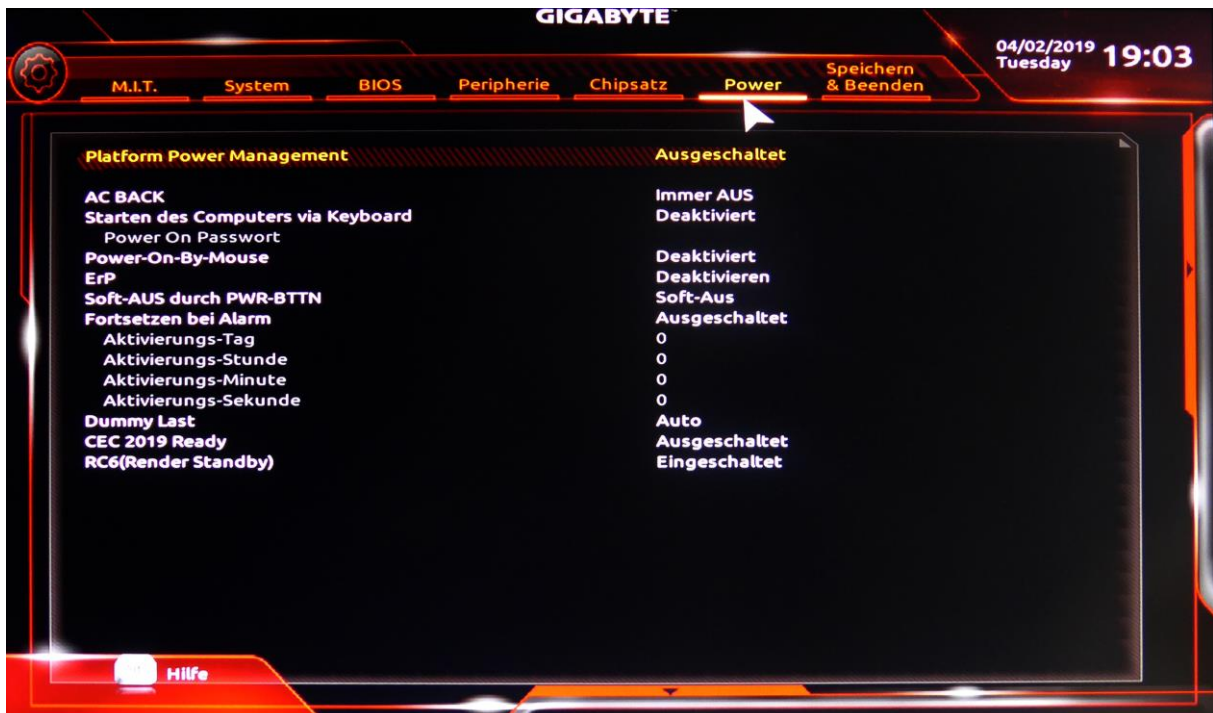 GIGABYTE
04/02/2019 19:03
Tuesday
M.I.T. System BIOS Peripherie Chipsatz Power Speichern & Beenden
Platform Power Management Ausgeschaltet
AC BACK Immer AUS
Starten des Computers via Keyboard Deaktiviert
Power On Passwort
Power-On-By-Mouse Deaktiviert
ErP Deaktivieren
Soft-AUS durch PWR-BTTN Soft-Aus
Fortsetzen bei Alarm Ausgeschaltet
Aktivierungs-Tag 0
Aktivierungs-Stunde 0
Aktivierungs-Minute 0
Aktivierungs-Sekunde 0
Dummy Last Auto
CEC 2019 Ready Ausgeschaltet
RC6(Render Standby) Eingeschaltet
Hilfe